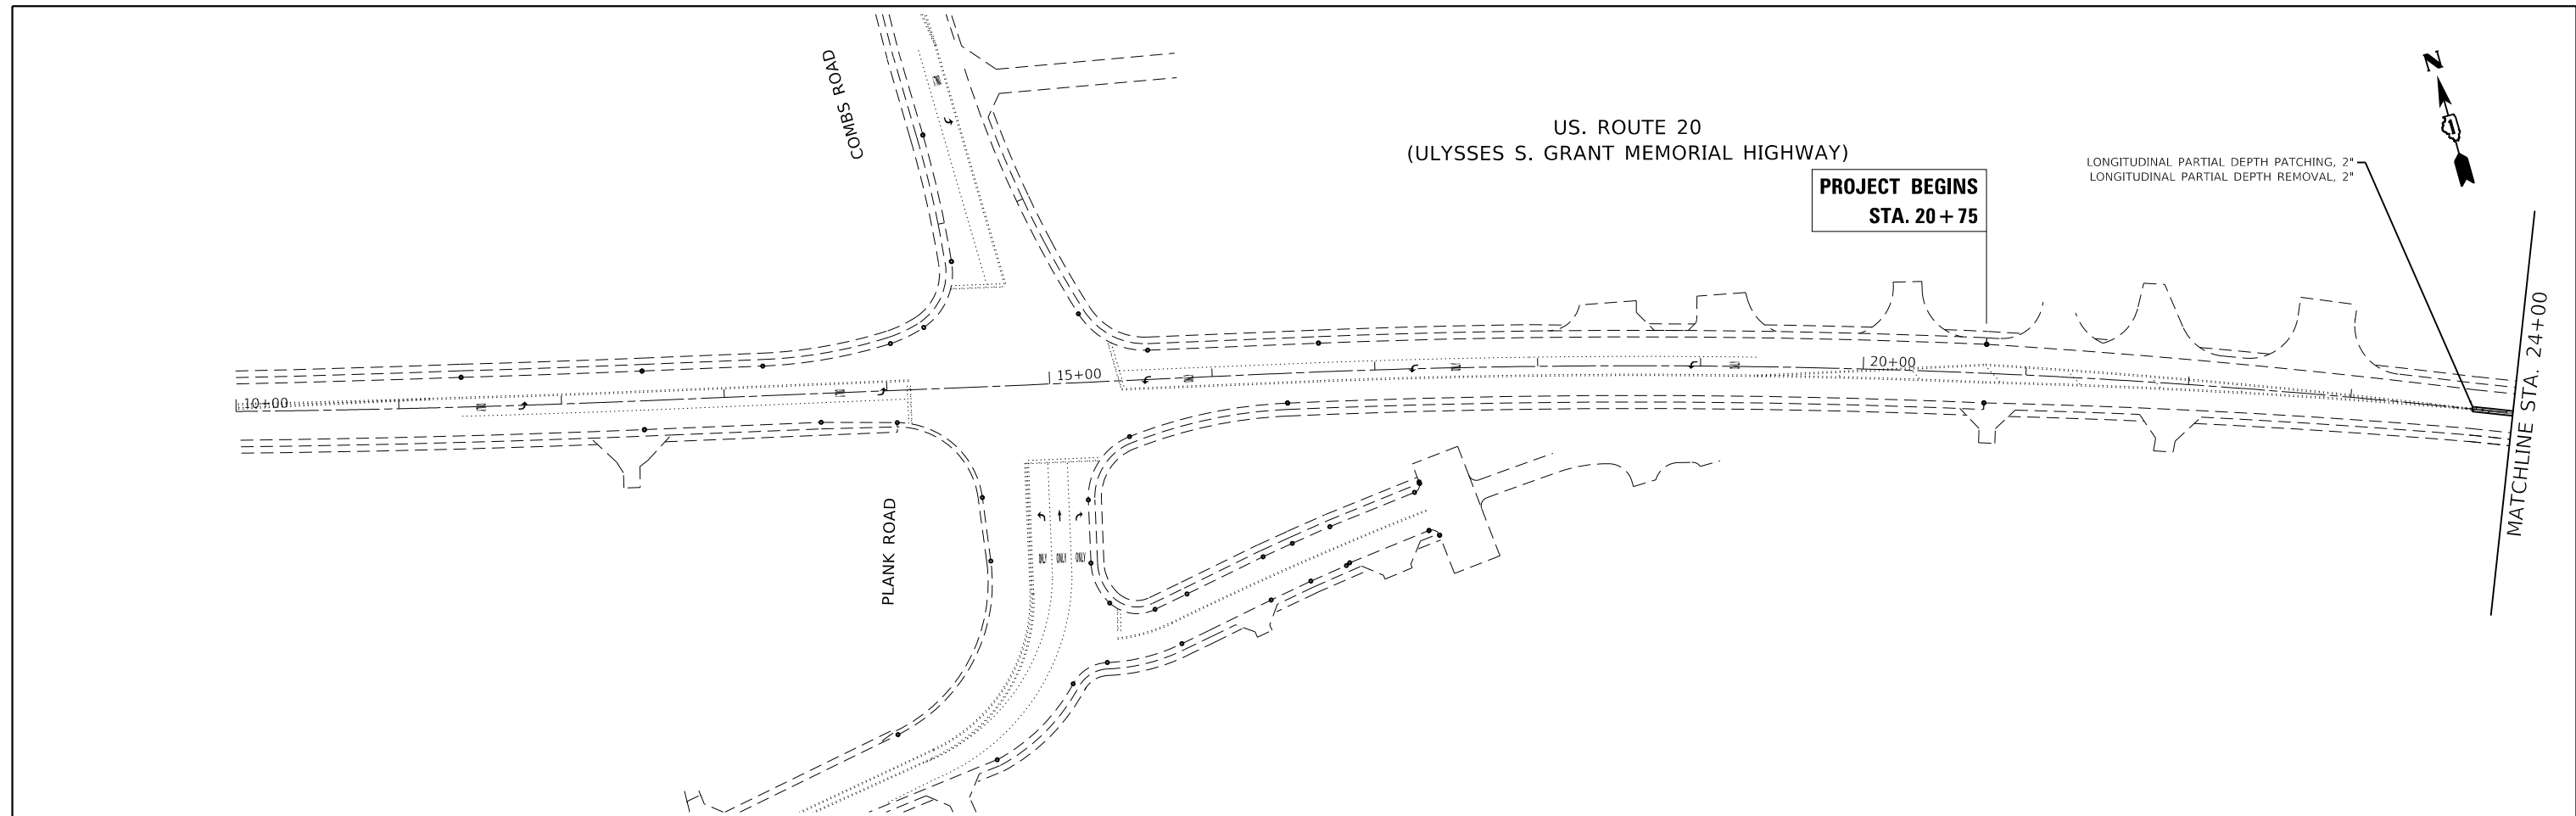 COMBS ROAD
N
US. ROUTE 20
(ULYSSES S. GRANT MEMORIAL HIGHWAY)
LONGITUDINAL PARTIAL DEPTH PATCHING, 2"
LONGITUDINAL PARTIAL DEPTH REMOVAL, 2"
PROJECT BEGINS
STA. 20+75
MATCHLINE STA. 24+00
10+00
15+00
20+00
PLANK ROAD
ONLY ONLY ONLY